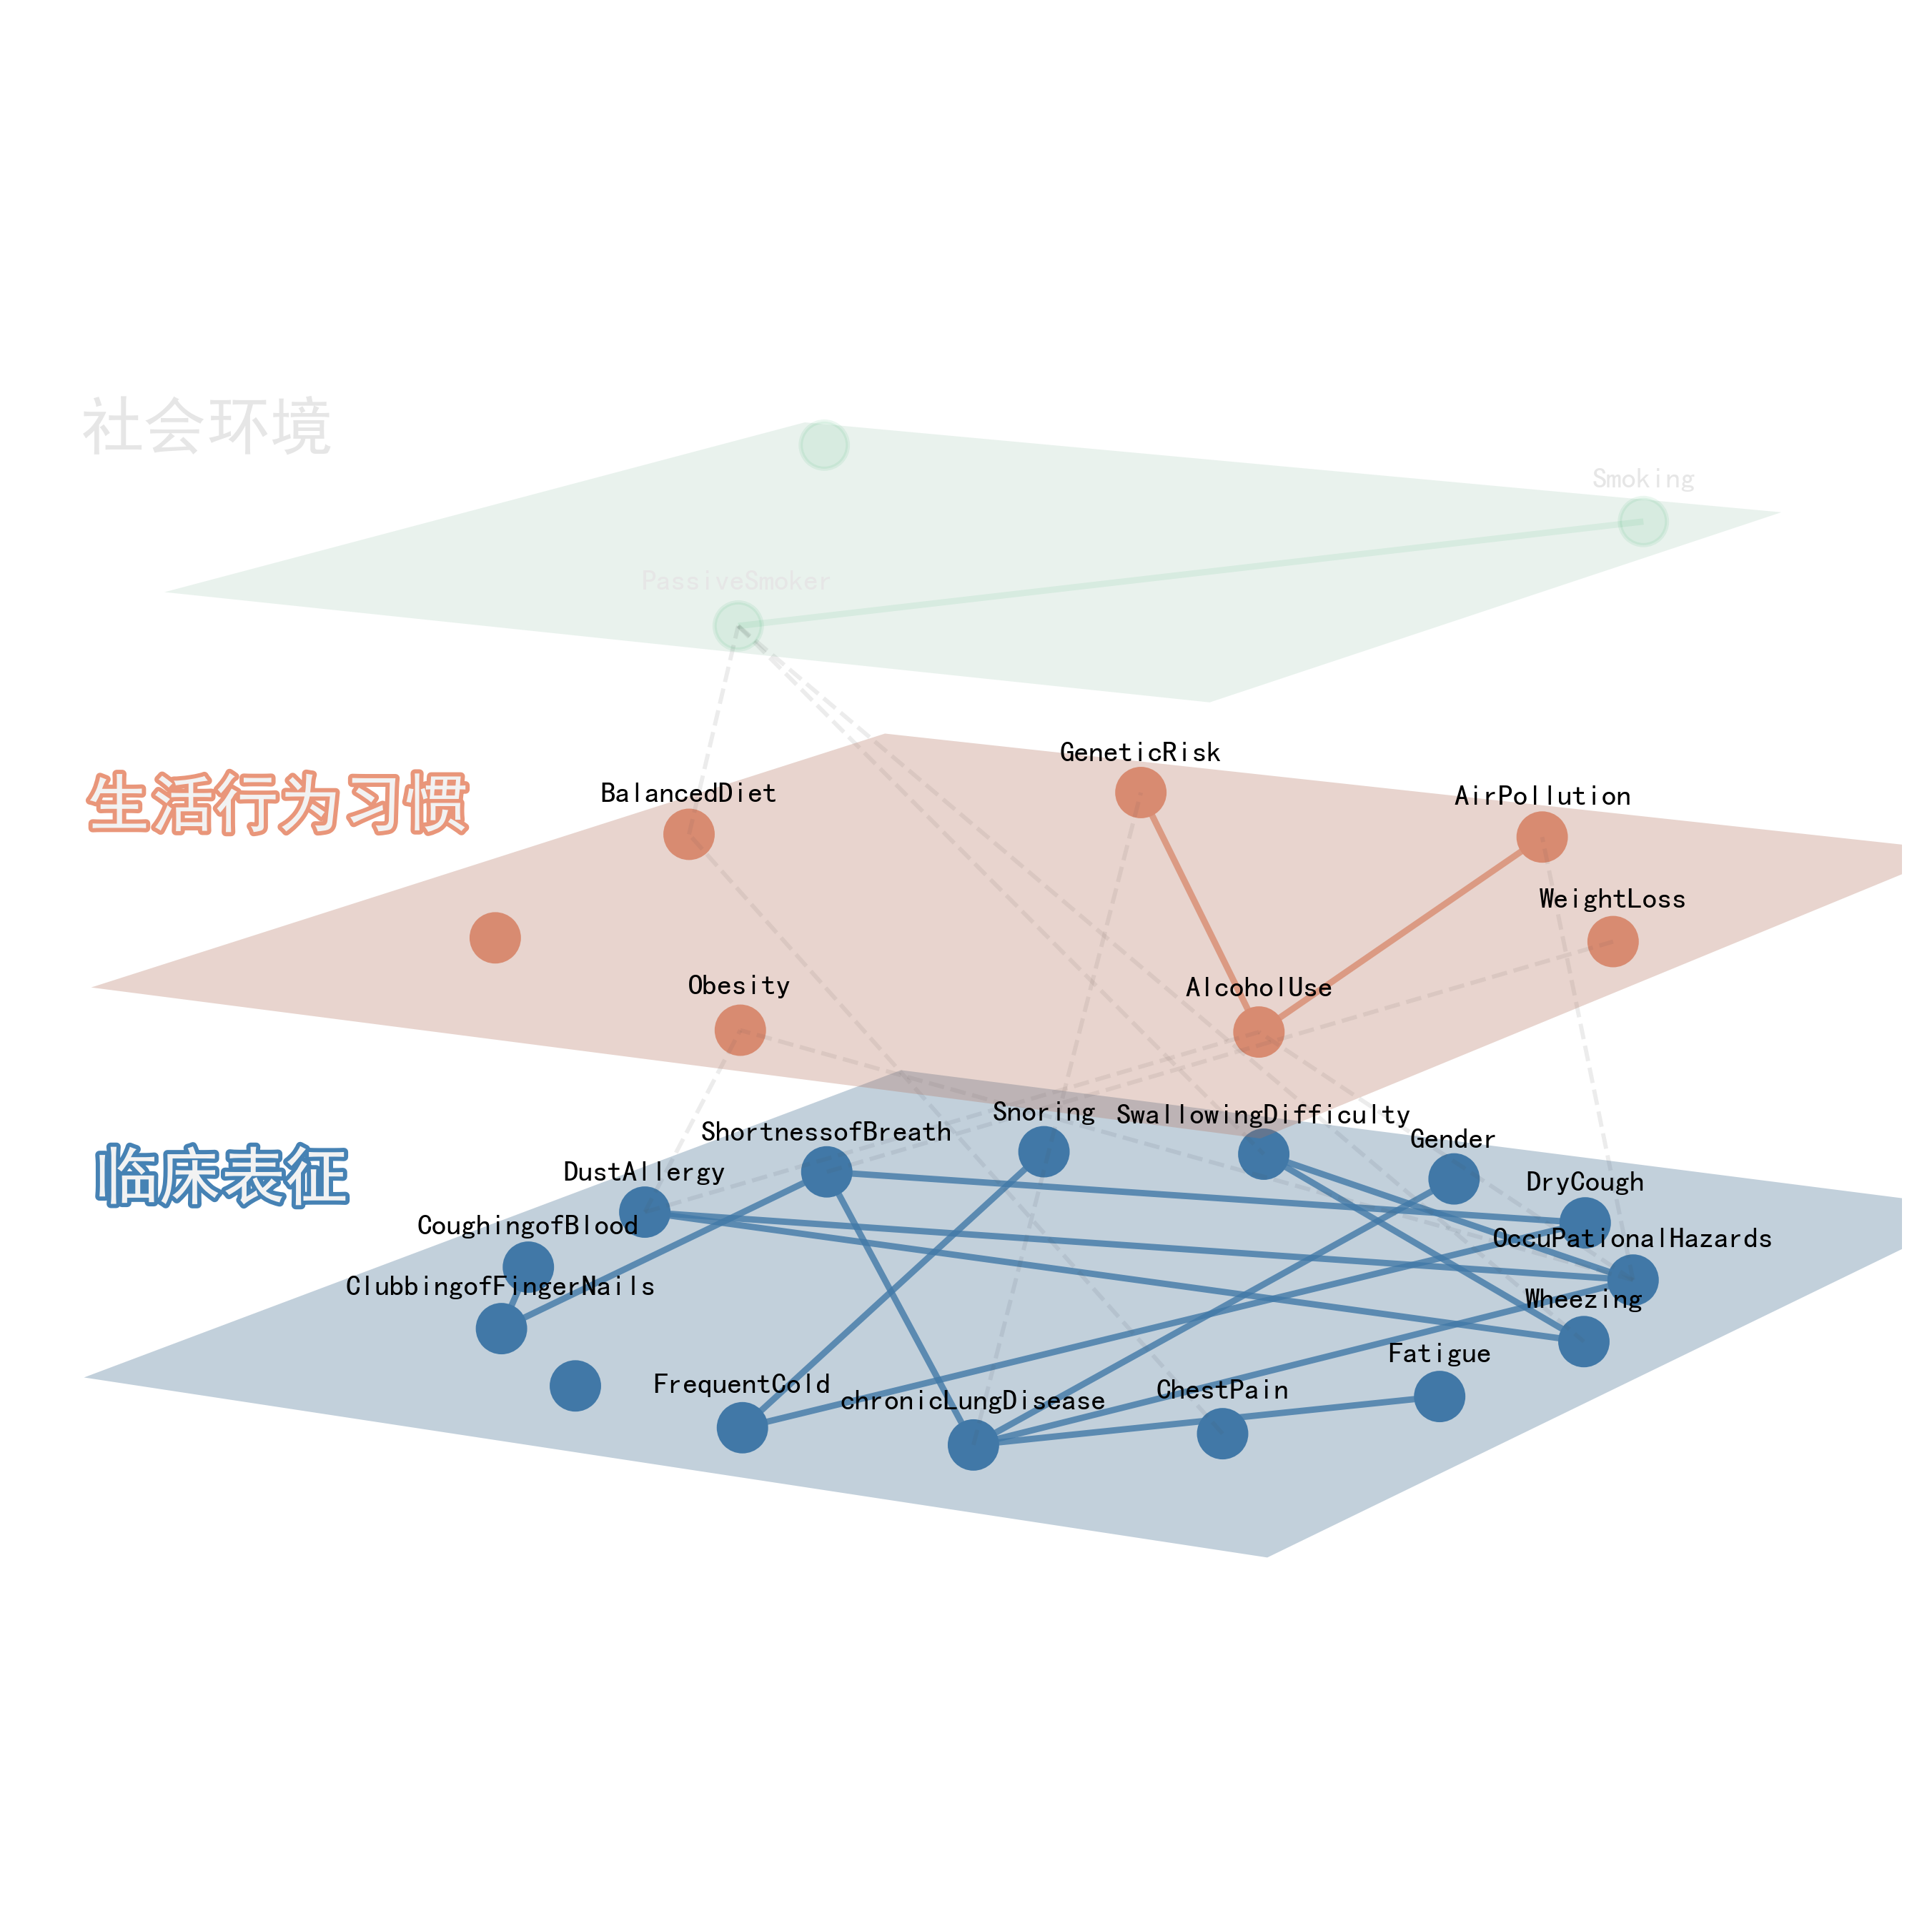 社会环境
Smoking
PassiveSmoker
生活行为习惯
GeneticRisk
BalancedDiet
AirPollution
WeightLoss
Obesity
AlcoholUse
临床表征
Snoring
SwallowingDifficulty
ShortnessofBreath
Gender
DustAllergy
DryCough
CoughingofBlood
OccuPationalHazards
ClubbingofFingerNails
Wheezing
Fatigue
FrequentCold
ChestPain
chronicLungDisease